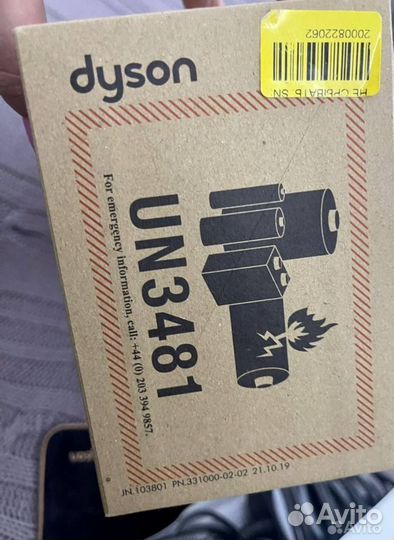 dyson
2000822062
НЕ СРЫВАТЬ SN
UN3481
For emergency information, call: +44 (0) 203 394 9857.
JN.103801 PN.331000-02-02 21.10.19
Avito
Avito